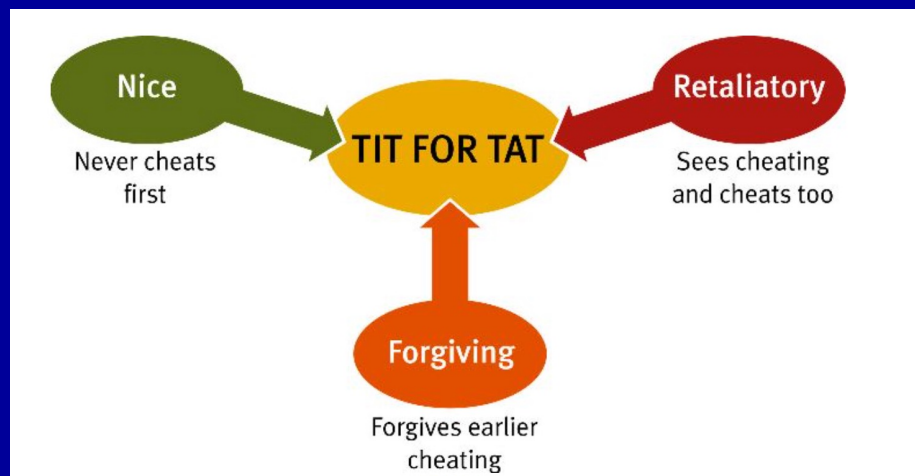 Nice
Never cheats
first
TIT FOR TAT
Retaliatory
Sees cheating
and cheats too
Forgiving
Forgives earlier
cheating